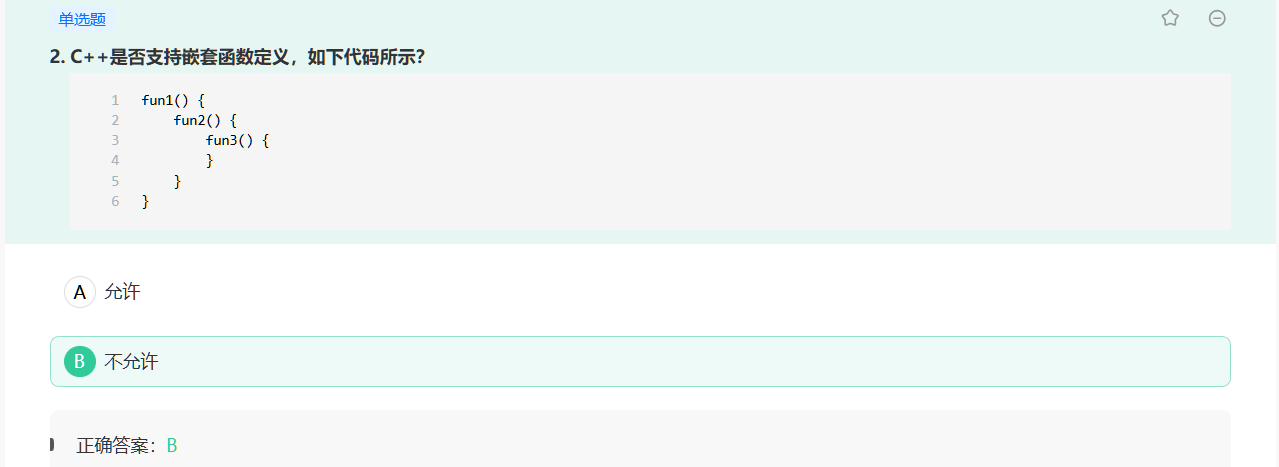 单选题
2. C++是否支持嵌套函数定义，如下代码所示?
1 fun1() {
2     fun2() {
3         fun3() {
4         }
5     }
6 }
A 允许
B 不允许
正确答案：B